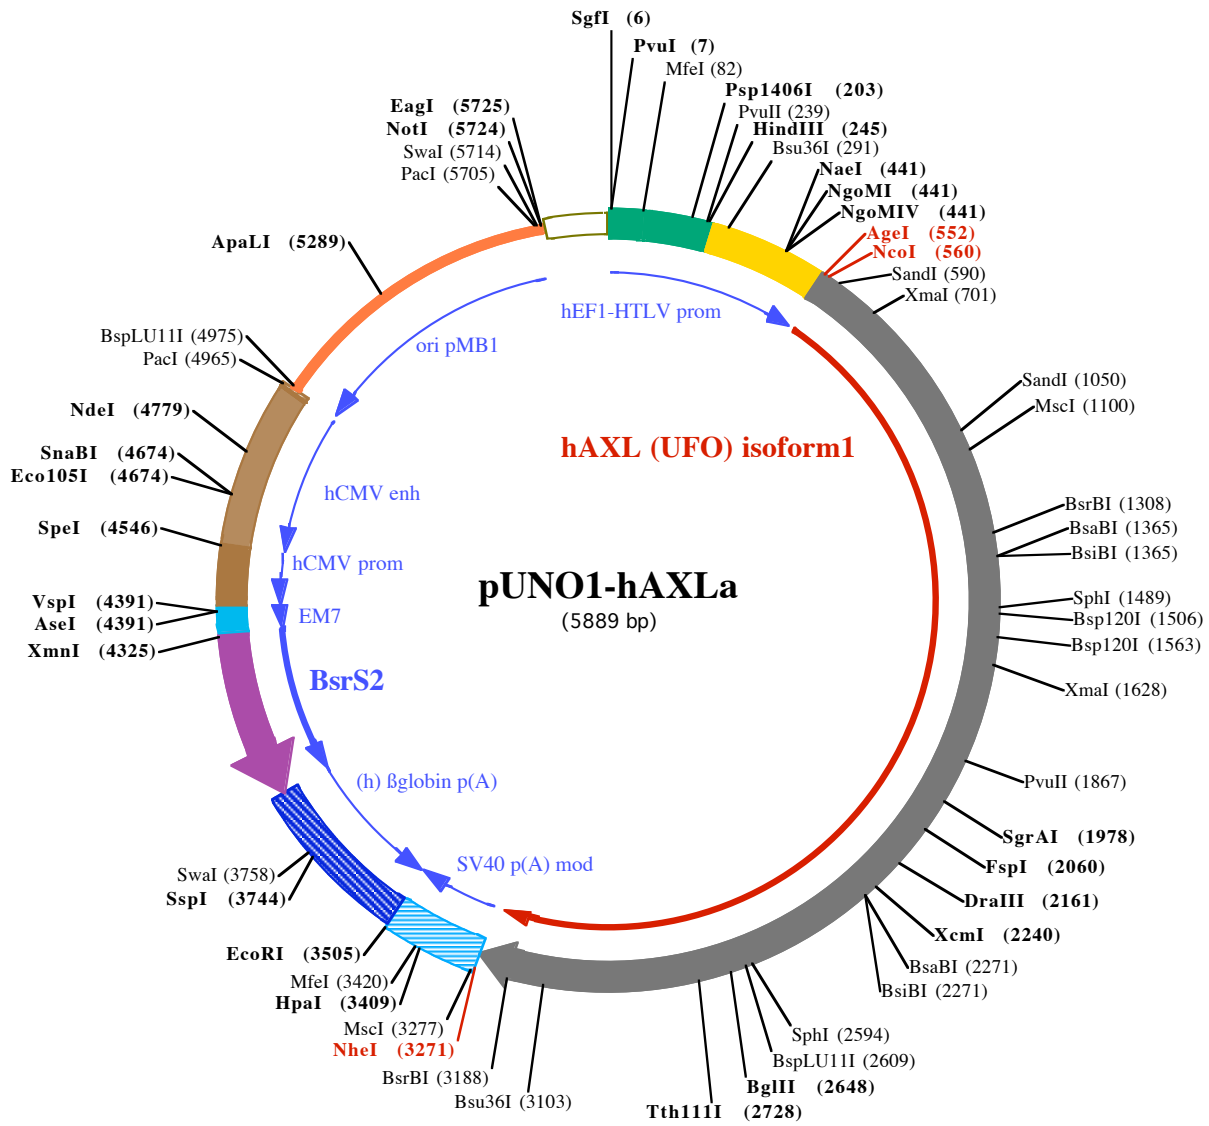 SgfI (6)
PvuI (7)
MfeI (82)
Psp1406I (203)
PvuII (239)
HindIII (245)
Bsu36I (291)
NaeI (441)
NgoMI (441)
NgoMIV (441)
AgeI (552)
NcoI (560)
SandI (590)
XmaI (701)
SandI (1050)
MscI (1100)
BsrBI (1308)
BsaBI (1365)
BsiBI (1365)
SphI (1489)
Bsp120I (1506)
Bsp120I (1563)
XmaI (1628)
PvuII (1867)
SgrAI (1978)
FspI (2060)
DraIII (2161)
XcmI (2240)
BsaBI (2271)
BsiBI (2271)
SphI (2594)
BspLU11I (2609)
BglII (2648)
Tth111I (2728)
Bsu36I (3103)
BsrBI (3188)
NheI (3271)
MscI (3277)
HpaI (3409)
MfeI (3420)
EcoRI (3505)
SspI (3744)
SwaI (3758)
XmnI (4325)
AseI (4391)
VspI (4391)
SpeI (4546)
Eco105I (4674)
SnaBI (4674)
NdeI (4779)
PacI (4965)
BspLU11I (4975)
ApaLI (5289)
PacI (5705)
SwaI (5714)
NotI (5724)
EagI (5725)
hEF1-HTLV prom
ori pMB1
hAXL (UFO) isoform1
hCMV enh
hCMV prom
pUNO1-hAXLa
(5889 bp)
EM7
BsrS2
(h) ßglobin p(A)
SV40 p(A) mod